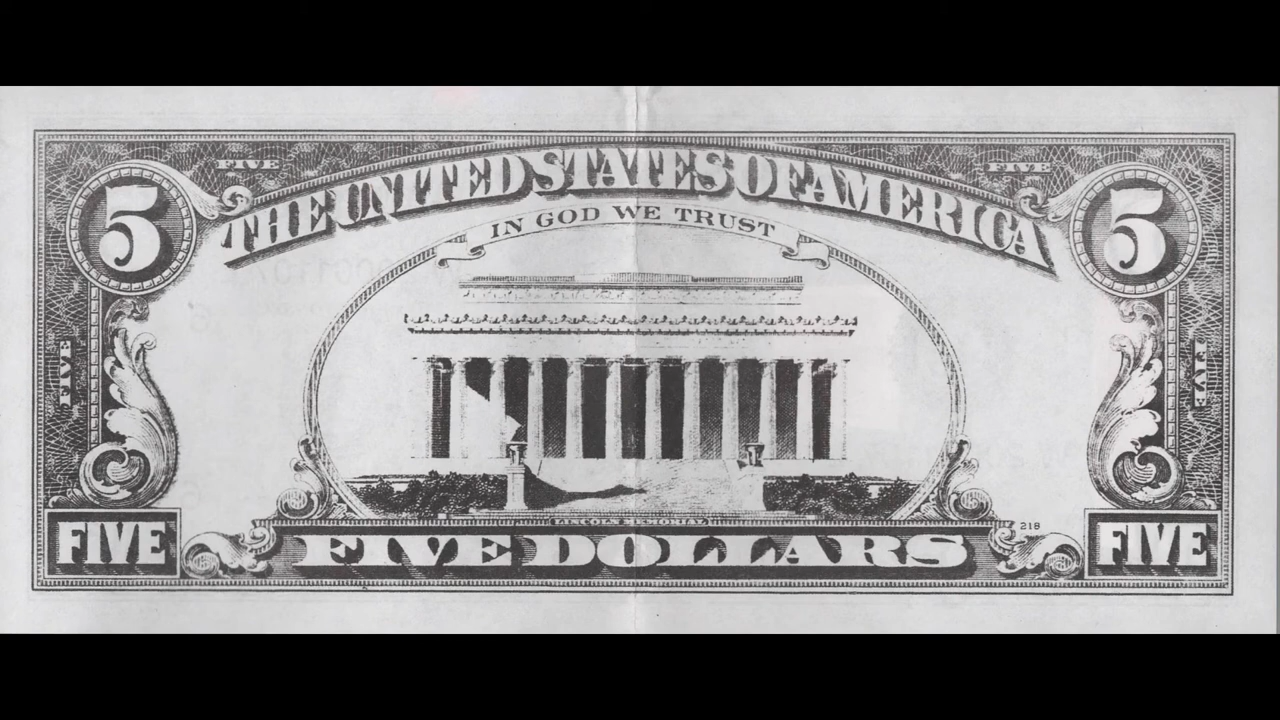 FIVE FIVE
5 THE UNITED STATES OF AMERICA 5
IN GOD WE TRUST
FIVE FIVE
LINCOLN MEMORIAL
218
FIVE FIVE DOLLARS FIVE